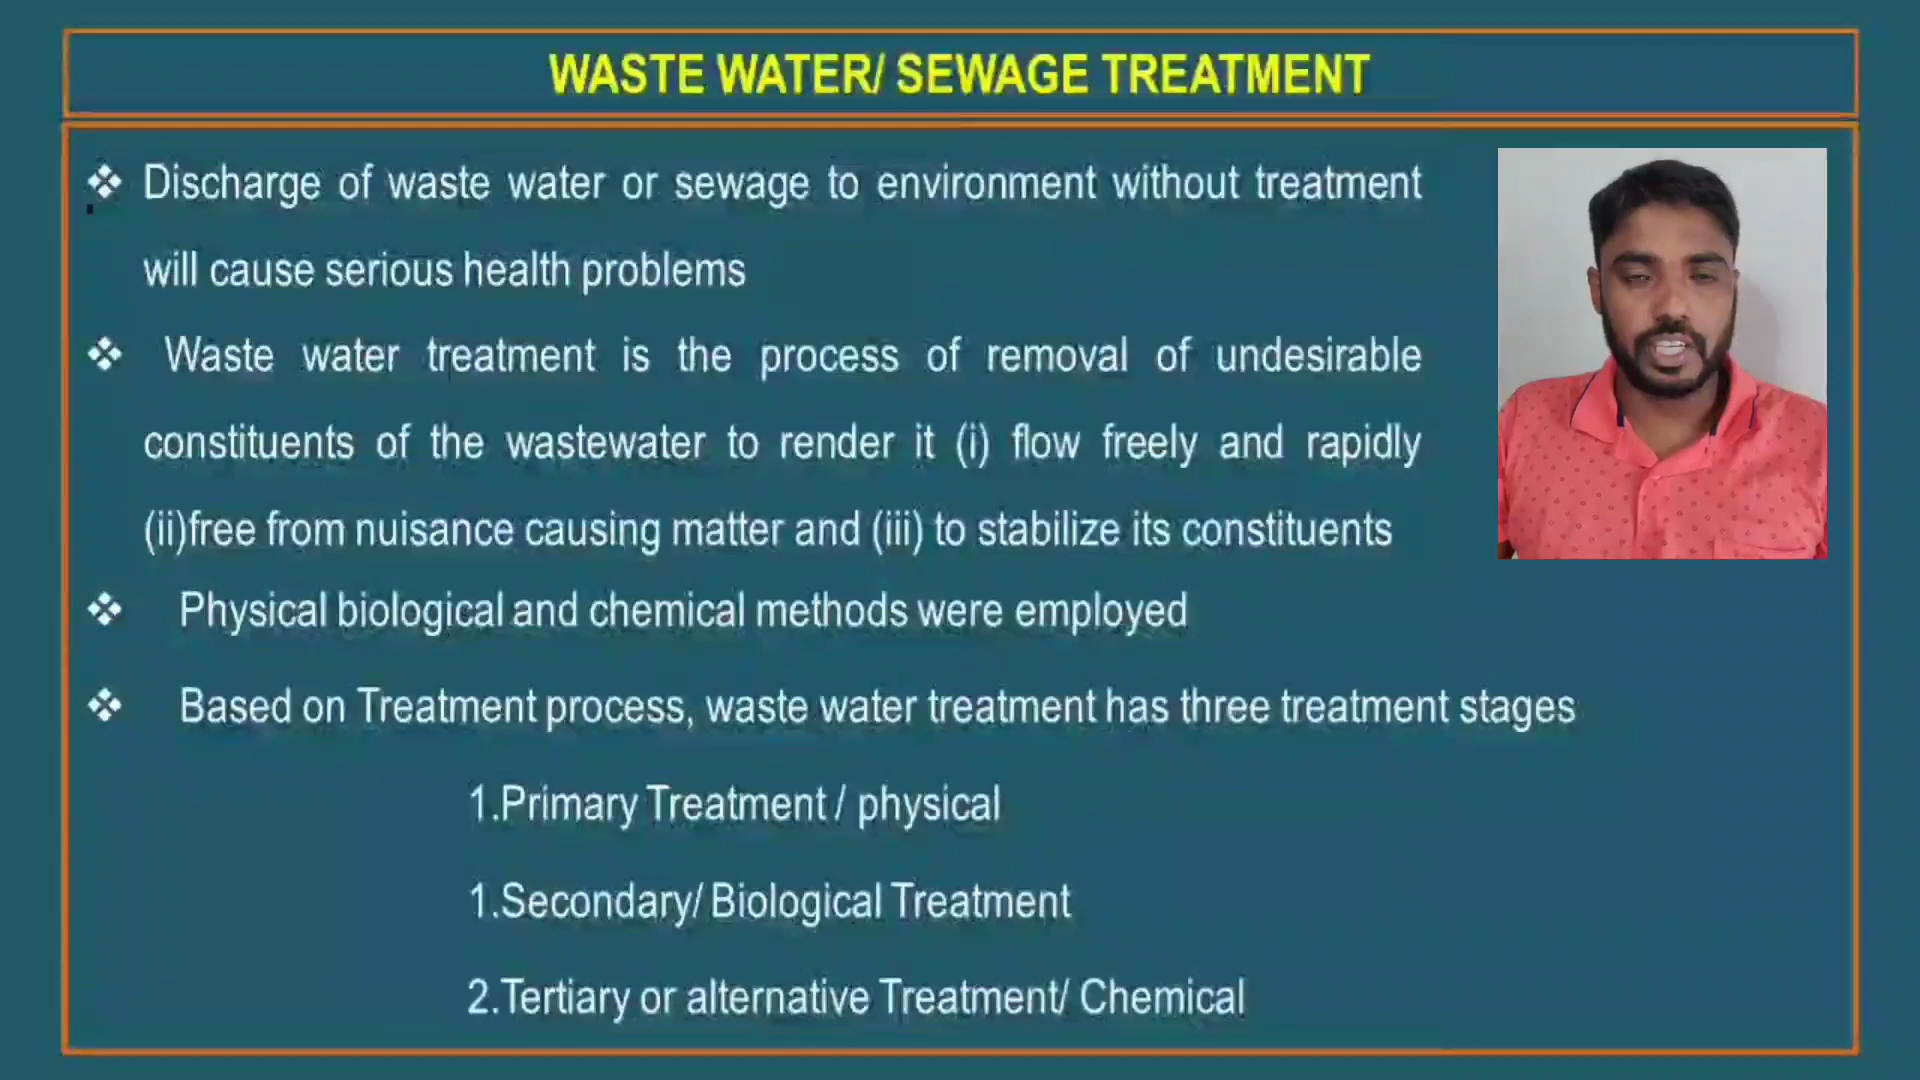 WASTE WATER/ SEWAGE TREATMENT
❖ Discharge of waste water or sewage to environment without treatment
will cause serious health problems
❖ Waste water treatment is the process of removal of undesirable
constituents of the wastewater to render it (i) flow freely and rapidly
(ii)free from nuisance causing matter and (iii) to stabilize its constituents
❖ Physical biological and chemical methods were employed
❖ Based on Treatment process, waste water treatment has three treatment stages
1.Primary Treatment / physical
1.Secondary/ Biological Treatment
2.Tertiary or alternative Treatment/ Chemical